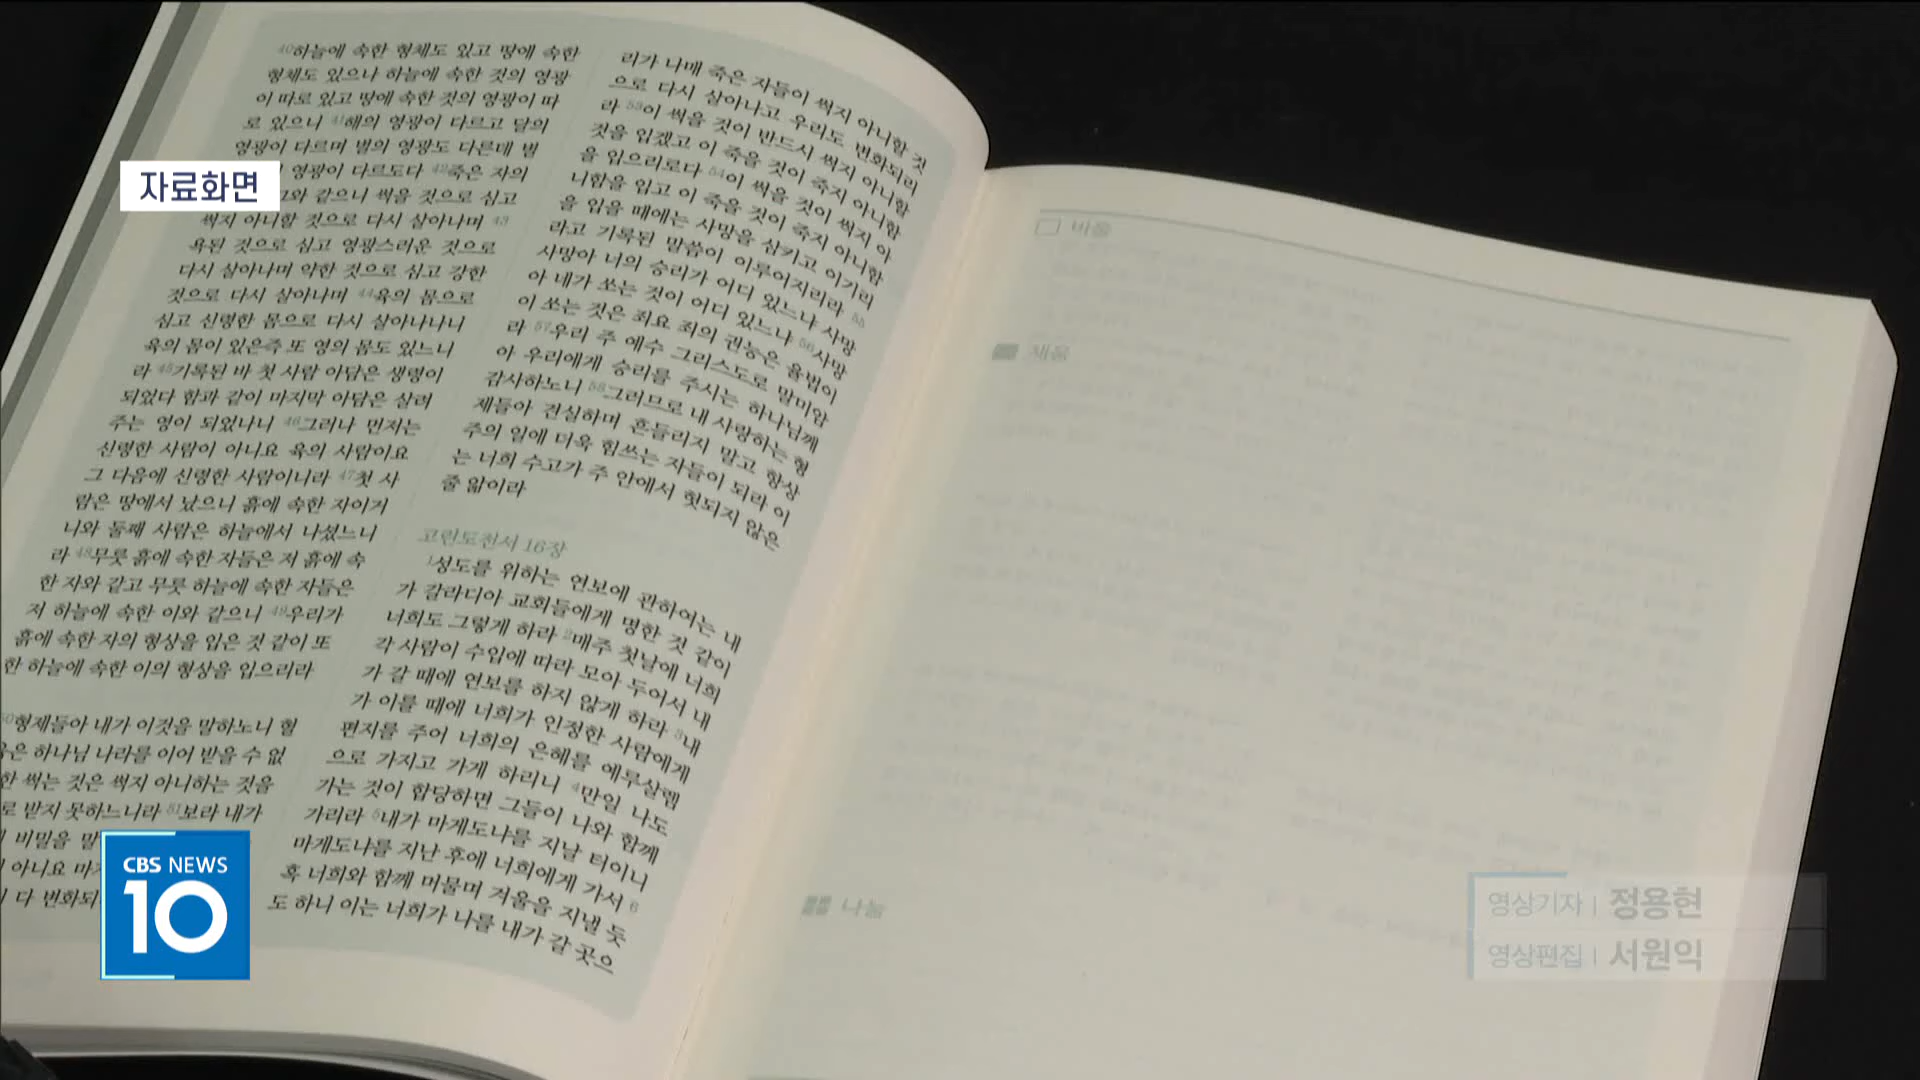 40하늘에 속한 형체도 있고 땅에 속한
형체도 있으나 하늘에 속한 것의 영광
이 따로 있고 땅에 속한 것의 영광이 따
로 있으니 41해의 영광이 다르고 달의
영광이 다르며 별의 영광도 다른데 별
영광이 다르도다 42죽은 자의
그와 같으니 썩을 것으로 심고
썩지 아니할 것으로 다시 살아나며 43
욕된 것으로 심고 영광스러운 것으로
다시 살아나며 약한 것으로 심고 강한
것으로 다시 살아나며 44육의 몸으로
심고 신령한 몸으로 다시 살아나나니
육의 몸이 있은즉 또 영의 몸도 있느니
라 45기록된 바 첫 사람 아담은 생령이
되었다 함과 같이 마지막 아담은 살려
주는 영이 되었나니 46그러나 먼저는
신령한 사람이 아니요 육의 사람이요
그 다음에 신령한 사람이니라 47첫 사
람은 땅에서 났으니 흙에 속한 자이거
니와 둘째 사람은 하늘에서 나셨느니
라 48무릇 흙에 속한 자들은 저 흙에 속
한 자와 같고 무릇 하늘에 속한 자들은
저 하늘에 속한 이와 같으니 49우리가
흙에 속한 자의 형상을 입은 것 같이 또
한 하늘에 속한 이의 형상을 입으리라
50형제들아 내가 이것을 말하노니 혈
육은 하나님 나라를 이어 받을 수 없
한 썩는 것은 썩지 아니하는 것을
로 받지 못하느니라 51보라 내가
비밀을 말
아니요 마
다 변화되
리가 나매 죽은 자들이 썩지 아니할 것
으로 다시 살아나고 우리도 변화되리
라 53이 썩을 것이 반드시 썩지 아니할
것을 입겠고 이 죽을 것이 죽지 아니함
을 입으리로다 54이 썩을 것이 썩지 아
니함을 입고 이 죽을 것이 죽지 아니함
을 입을 때에는 사망을 삼키고 이기리
라고 기록된 말씀이 이루어지리라 55
사망아 너의 승리가 어디 있느냐 사망
아 네가 쏘는 것이 어디 있느냐 56사망
이 쏘는 것은 죄요 죄의 권능은 율법이
라 57우리 주 예수 그리스도로 말미암
아 우리에게 승리를 주시는 하나님께
감사하노니 58그러므로 내 사랑하는 형
제들아 견실하며 흔들리지 말고 항상
주의 일에 더욱 힘쓰는 자들이 되라 이
는 너희 수고가 주 안에서 헛되지 않은
줄 앎이라
고린도전서 16장
1성도를 위하는 연보에 관하여는 내
가 갈라디아 교회들에게 명한 것 같이
너희도 그렇게 하라 2매주 첫날에 너희
각 사람이 수입에 따라 모아 두어서 내
가 갈 때에 연보를 하지 않게 하라 3내
가 이를 때에 너희가 인정한 사람에게
편지를 주어 너희의 은혜를 예루살렘
으로 가지고 가게 하리니 4만일 나도
가는 것이 합당하면 그들이 나와 함께
가리라 5내가 마게도냐를 지날 터이니
마게도냐를 지난 후에 너희에게 가서 6
혹 너희와 함께 머물며 겨울을 지낼 듯
도 하니 이는 너희가 나를 내가 갈 곳으
비움
채움
나눔
자료화면
CBS NEWS
10
영상기자 | 정용현
영상편집 | 서원익